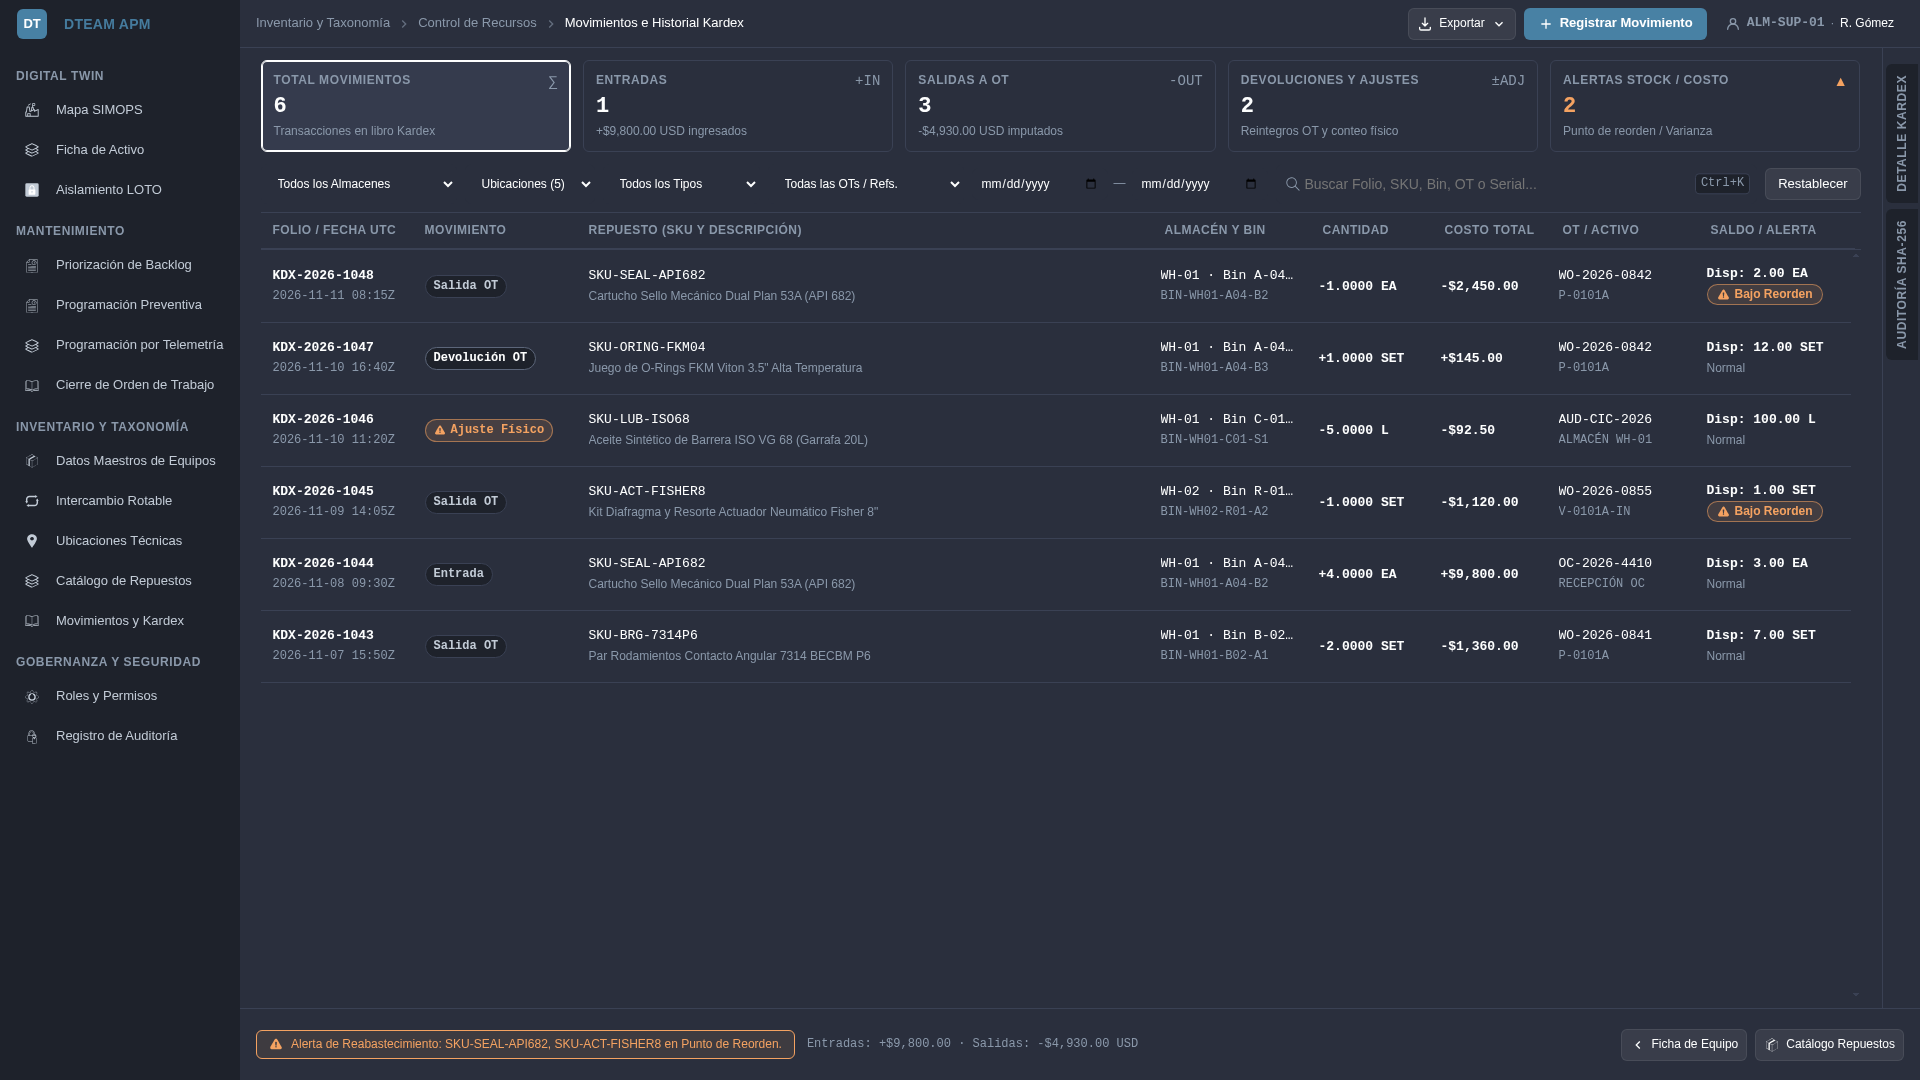 DT DTEAM APM
DIGITAL TWIN
Mapa SIMOPS
Ficha de Activo
Aislamiento LOTO
MANTENIMIENTO
Priorización de Backlog
Programación Preventiva
Programación por Telemetría
Cierre de Orden de Trabajo
INVENTARIO Y TAXONOMÍA
Datos Maestros de Equipos
Intercambio Rotable
Ubicaciones Técnicas
Catálogo de Repuestos
Movimientos y Kardex
GOBERNANZA Y SEGURIDAD
Roles y Permisos
Registro de Auditoría
Inventario y Taxonomía > Control de Recursos > Movimientos e Historial Kardex
Exportar
+ Registrar Movimiento
ALM-SUP-01 · R. Gómez
TOTAL MOVIMIENTOS ∑
6
Transacciones en libro Kardex
ENTRADAS +IN
1
+$9,800.00 USD ingresados
SALIDAS A OT -OUT
3
-$4,930.00 USD imputados
DEVOLUCIONES Y AJUSTES ±ADJ
2
Reintegros OT y conteo físico
ALERTAS STOCK / COSTO ▲
2
Punto de reorden / Varianza
Todos los Almacenes Ubicaciones (5) Todos los Tipos Todas las OTs / Refs. mm/dd/yyyy — mm/dd/yyyy Buscar Folio, SKU, Bin, OT o Serial... Ctrl+K Restablecer
FOLIO / FECHA UTC MOVIMIENTO REPUESTO (SKU Y DESCRIPCIÓN) ALMACÉN Y BIN CANTIDAD COSTO TOTAL OT / ACTIVO SALDO / ALERTA
KDX-2026-1048 Salida OT SKU-SEAL-API682 WH-01 · Bin A-04… -1.0000 EA -$2,450.00 WO-2026-0842 Disp: 2.00 EA
2026-11-11 08:15Z Cartucho Sello Mecánico Dual Plan 53A (API 682) BIN-WH01-A04-B2 P-0101A Bajo Reorden
KDX-2026-1047 Devolución OT SKU-ORING-FKM04 WH-01 · Bin A-04… +1.0000 SET +$145.00 WO-2026-0842 Disp: 12.00 SET
2026-11-10 16:40Z Juego de O-Rings FKM Viton 3.5" Alta Temperatura BIN-WH01-A04-B3 P-0101A Normal
KDX-2026-1046 Ajuste Físico SKU-LUB-ISO68 WH-01 · Bin C-01… -5.0000 L -$92.50 AUD-CIC-2026 Disp: 100.00 L
2026-11-10 11:20Z Aceite Sintético de Barrera ISO VG 68 (Garrafa 20L) BIN-WH01-C01-S1 ALMACÉN WH-01 Normal
KDX-2026-1045 Salida OT SKU-ACT-FISHER8 WH-02 · Bin R-01… -1.0000 SET -$1,120.00 WO-2026-0855 Disp: 1.00 SET
2026-11-09 14:05Z Kit Diafragma y Resorte Actuador Neumático Fisher 8" BIN-WH02-R01-A2 V-0101A-IN Bajo Reorden
KDX-2026-1044 Entrada SKU-SEAL-API682 WH-01 · Bin A-04… +4.0000 EA +$9,800.00 OC-2026-4410 Disp: 3.00 EA
2026-11-08 09:30Z Cartucho Sello Mecánico Dual Plan 53A (API 682) BIN-WH01-A04-B2 RECEPCIÓN OC Normal
KDX-2026-1043 Salida OT SKU-BRG-7314P6 WH-01 · Bin B-02… -2.0000 SET -$1,360.00 WO-2026-0841 Disp: 7.00 SET
2026-11-07 15:50Z Par Rodamientos Contacto Angular 7314 BECBM P6 BIN-WH01-B02-A1 P-0101A Normal
DETALLE KARDEX
AUDITORÍA SHA-256
Alerta de Reabastecimiento: SKU-SEAL-API682, SKU-ACT-FISHER8 en Punto de Reorden.
Entradas: +$9,800.00 · Salidas: -$4,930.00 USD
Ficha de Equipo
Catálogo Repuestos